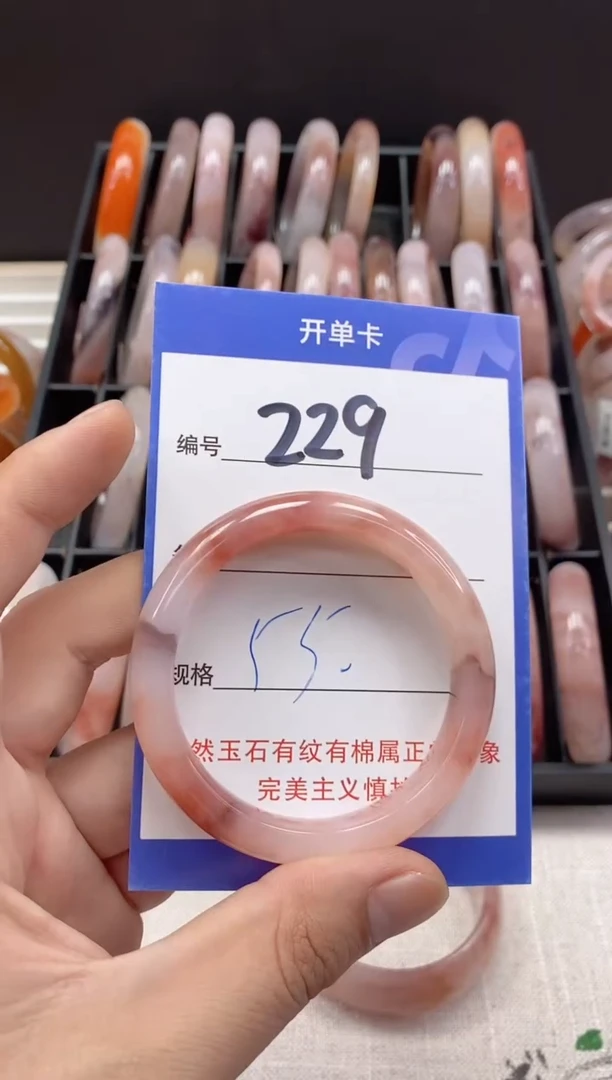 开单卡
编号 229
规格 55.
然玉石有纹有棉属正 象
完美主义慎